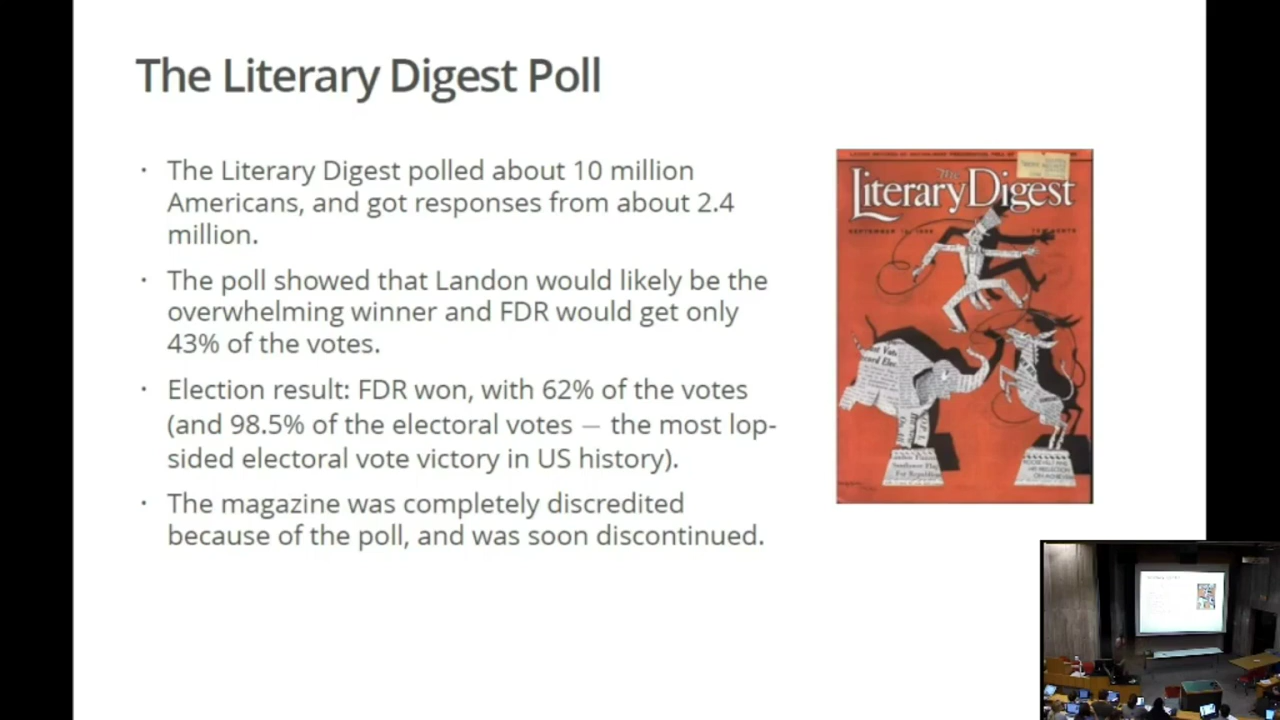 The Literary Digest Poll
· The Literary Digest polled about 10 million
Americans, and got responses from about 2.4
million.
· The poll showed that Landon would likely be the
overwhelming winner and FDR would get only
43% of the votes.
· Election result: FDR won, with 62% of the votes
(and 98.5% of the electoral votes — the most lop-
sided electoral vote victory in US history).
· The magazine was completely discredited
because of the poll, and was soon discontinued.
The
Literary Digest